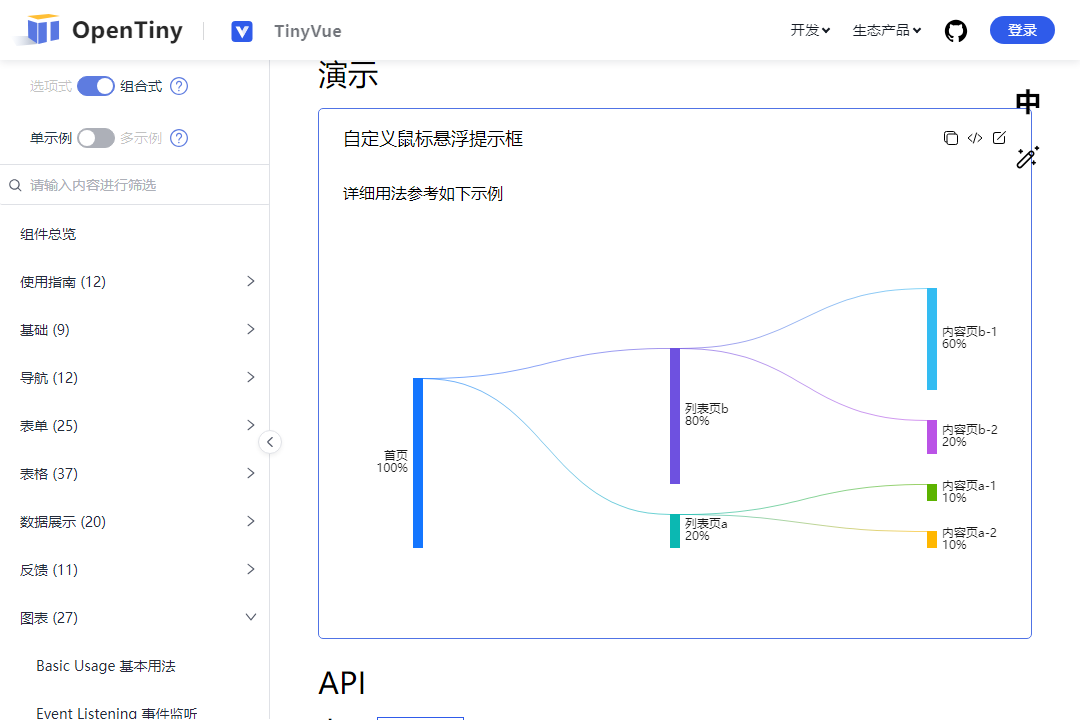 OpenTiny
TinyVue
开发
生态产品
登录
选项式
组合式
?
单示例
多示例
?
请输入内容进行筛选
组件总览
使用指南 (12)
基础 (9)
导航 (12)
表单 (25)
表格 (37)
数据展示 (20)
反馈 (11)
图表 (27)
Basic Usage 基本用法
Event Listening 事件监听
演示
中
自定义鼠标悬浮提示框
详细用法参考如下示例
首页
100%
列表页b
80%
列表页a
20%
内容页b-1
60%
内容页b-2
20%
内容页a-1
10%
内容页a-2
10%
API